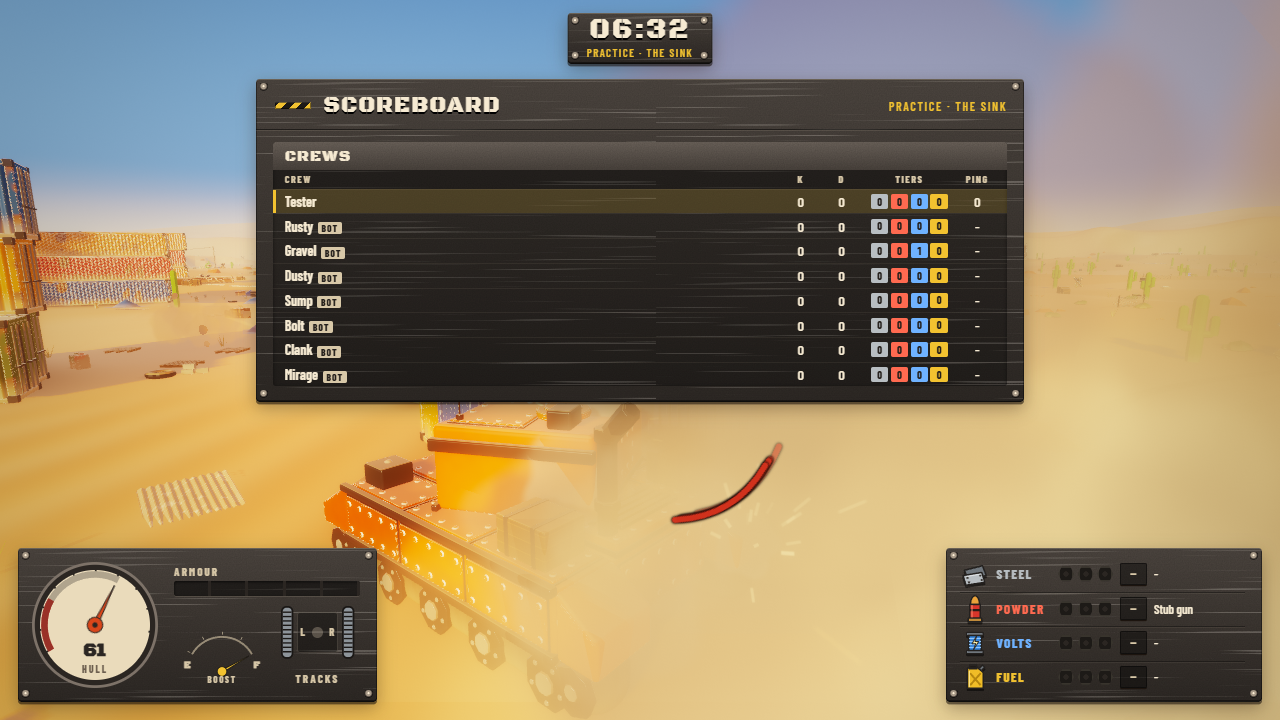 06:32
PRACTICE - THE SINK
SCOREBOARD
PRACTICE - THE SINK
CREWS
CREW K D TIERS PING
Tester 0 0 0 0 0 0 0
Rusty BOT 0 0 0 0 0 0 -
Gravel BOT 0 0 0 0 1 0 -
Dusty BOT 0 0 0 0 0 0 -
Sump BOT 0 0 0 0 0 0 -
Bolt BOT 0 0 0 0 0 0 -
Clank BOT 0 0 0 0 0 0 -
Mirage BOT 0 0 0 0 0 0 -
61
HULL
ARMOUR
E F
BOOST
L R
TRACKS
STEEL - -
POWDER - Stub gun
VOLTS - -
FUEL - -